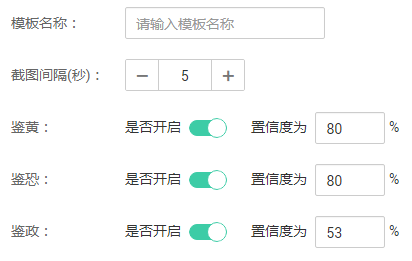 模板名称： 请输入模板名称
截图间隔(秒)： － 5 ＋
鉴黄： 是否开启 置信度为 80 %
鉴恐： 是否开启 置信度为 80 %
鉴政： 是否开启 置信度为 53 %